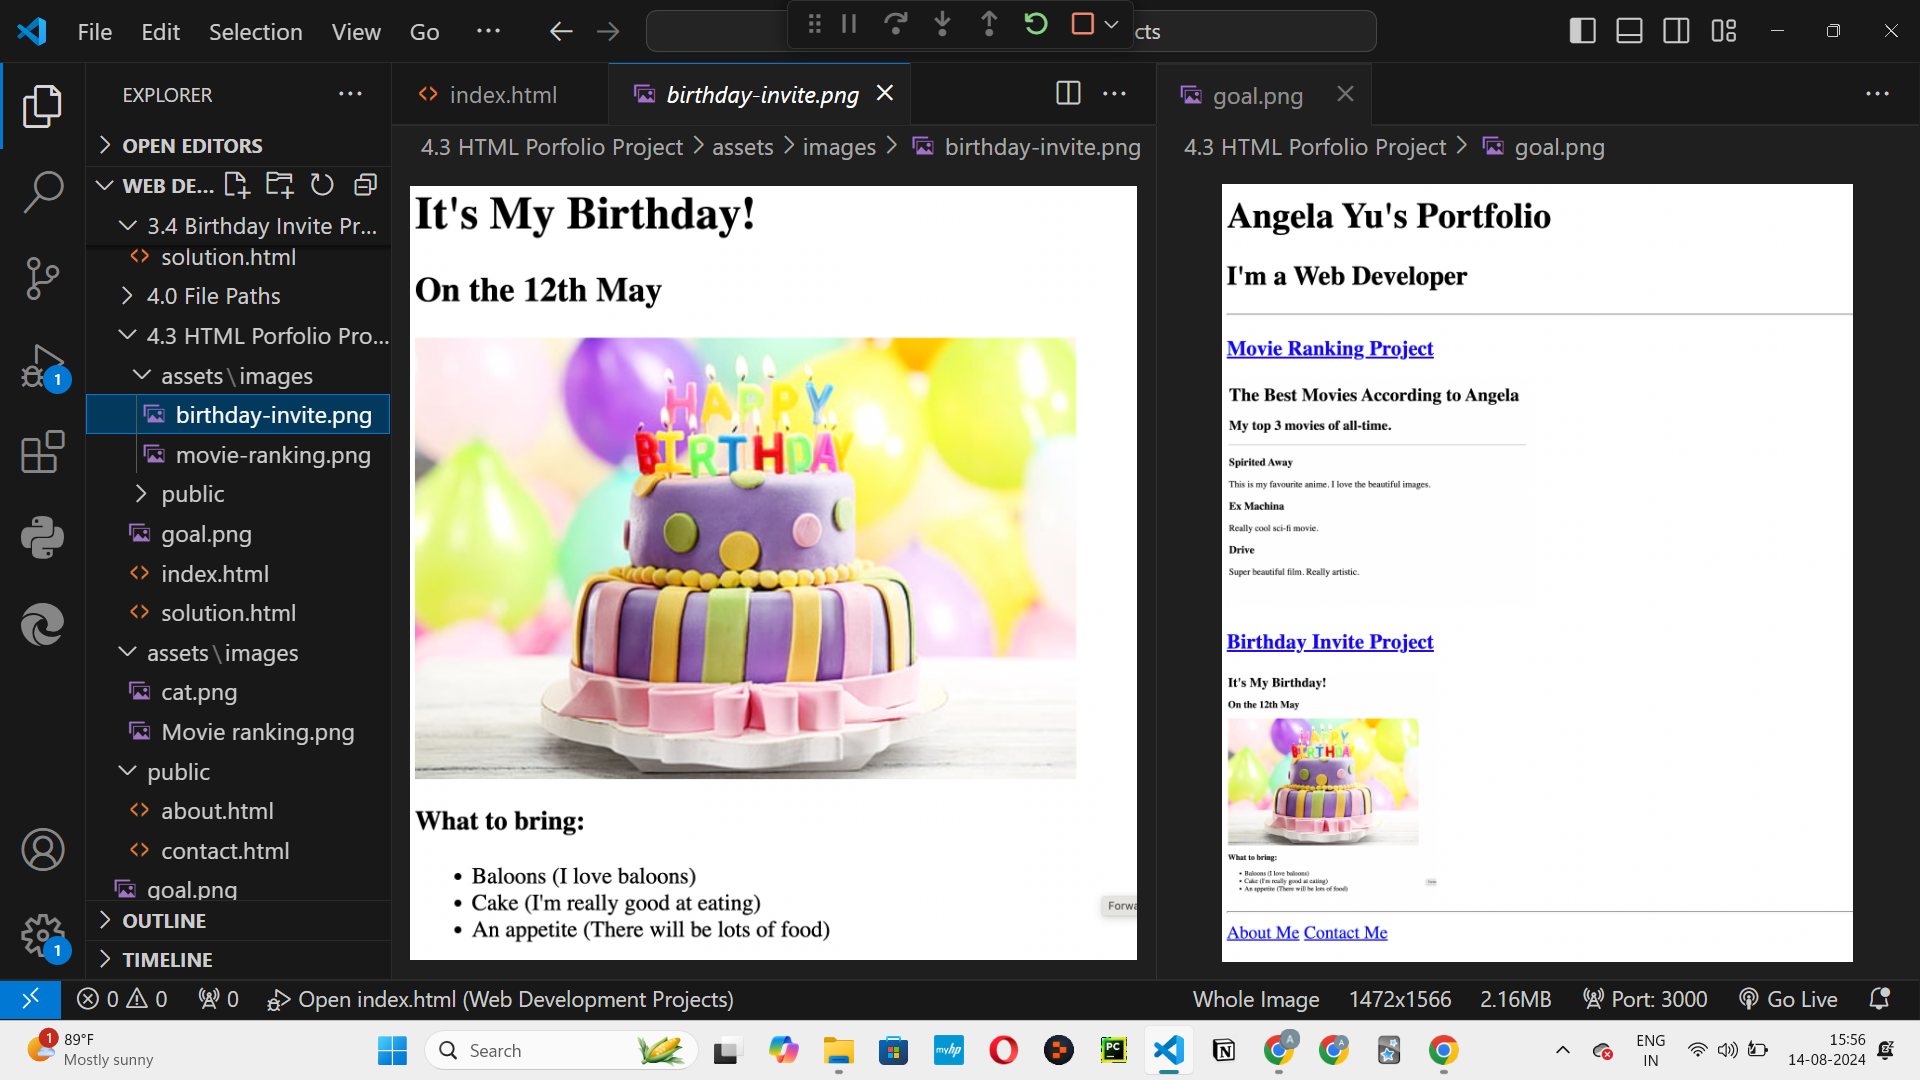 File Edit Selection View Go ... cts
EXPLORER
OPEN EDITORS
WEB DE...
3.4 Birthday Invite Pr...
solution.html
4.0 File Paths
4.3 HTML Porfolio Pro...
assets\images
birthday-invite.png
movie-ranking.png
public
goal.png
index.html
solution.html
assets\images
cat.png
Movie ranking.png
public
about.html
contact.html
goal.png
OUTLINE
TIMELINE
1
1
index.html
birthday-invite.png
4.3 HTML Porfolio Project > assets > images > birthday-invite.png
It's My Birthday!
On the 12th May
HAPPY
BIRTHDAY
What to bring:
• Baloons (I love baloons)
• Cake (I'm really good at eating)
• An appetite (There will be lots of food)
Forwa
goal.png
4.3 HTML Porfolio Project > goal.png
Angela Yu's Portfolio
I'm a Web Developer
Movie Ranking Project
The Best Movies According to Angela
My top 3 movies of all-time.
Spirited Away
This is my favourite anime. I love the beautiful images.
Ex Machina
Really cool sci-fi movie.
Drive
Super beautiful film. Really artistic.
Birthday Invite Project
It's My Birthday!
On the 12th May
HAPPY
BIRTHDAY
What to bring:
• Baloons (I love baloons)
• Cake (I'm really good at eating)
• An appetite (There will be lots of food)
About Me Contact Me
0 0 0 Open index.html (Web Development Projects) Whole Image 1472x1566 2.16MB Port: 3000 Go Live
1
89°F
Mostly sunny
Search
myhp
PC
A
A
ENG
IN
15:56
14-08-2024